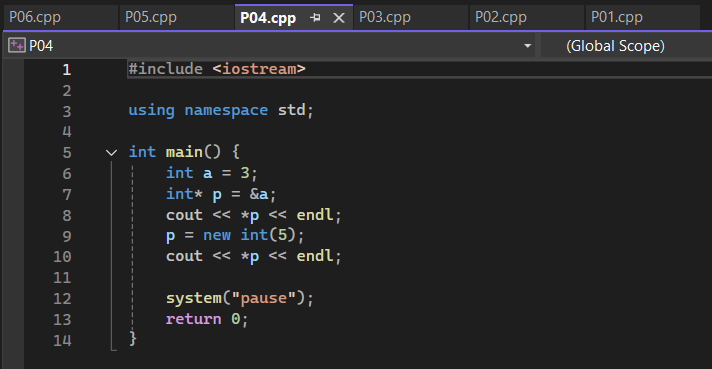 P06.cpp P05.cpp P04.cpp P03.cpp P02.cpp P01.cpp
P04 (Global Scope)
1 #include <iostream>
2
3 using namespace std;
4
5 int main() {
6 int a = 3;
7 int* p = &a;
8 cout << *p << endl;
9 p = new int(5);
10 cout << *p << endl;
11
12 system("pause");
13 return 0;
14 }